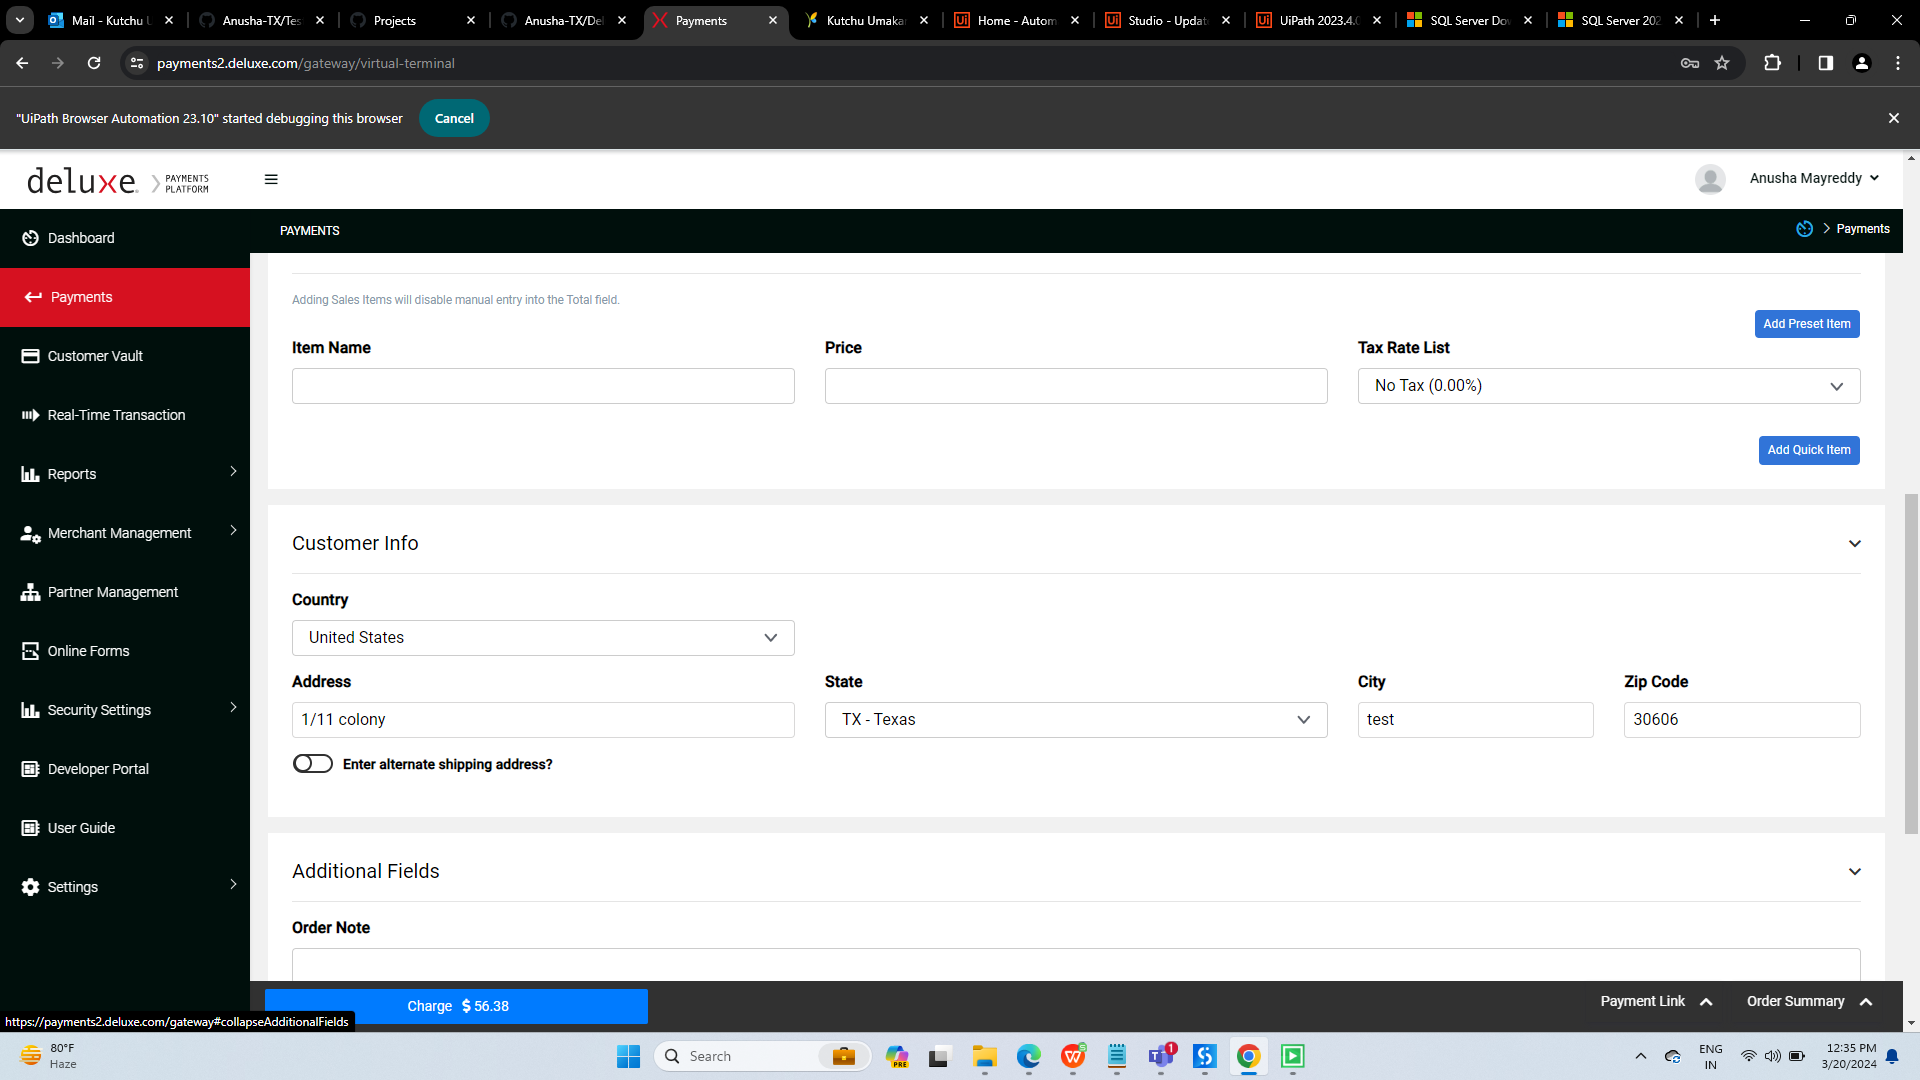 Mail - Kutchu U
Anusha-TX/Tes
Projects
Anusha-TX/Del
Payments
Kutchu Umakan
Home - Autom
Studio - Update
UiPath 2023.4.0
SQL Server Dow
SQL Server 202
payments2.deluxe.com/gateway/virtual-terminal
"UiPath Browser Automation 23.10" started debugging this browser
Cancel
deluxe.
PAYMENTS
PLATFORM
Anusha Mayreddy
Dashboard
PAYMENTS
Payments
Payments
Customer Vault
Real-Time Transaction
Reports
Merchant Management
Partner Management
Online Forms
Security Settings
Developer Portal
User Guide
Settings
Adding Sales Items will disable manual entry into the Total field.
Add Preset Item
Item Name
Price
Tax Rate List
No Tax (0.00%)
Add Quick Item
Customer Info
Country
United States
Address
State
City
Zip Code
1/11 colony
TX - Texas
test
30606
Enter alternate shipping address?
Additional Fields
Order Note
Charge $ 56.38
Payment Link
Order Summary
https://payments2.deluxe.com/gateway#collapseAdditionalFields
80°F
Haze
Search
PRE
1
ENG
IN
12:35 PM
3/20/2024